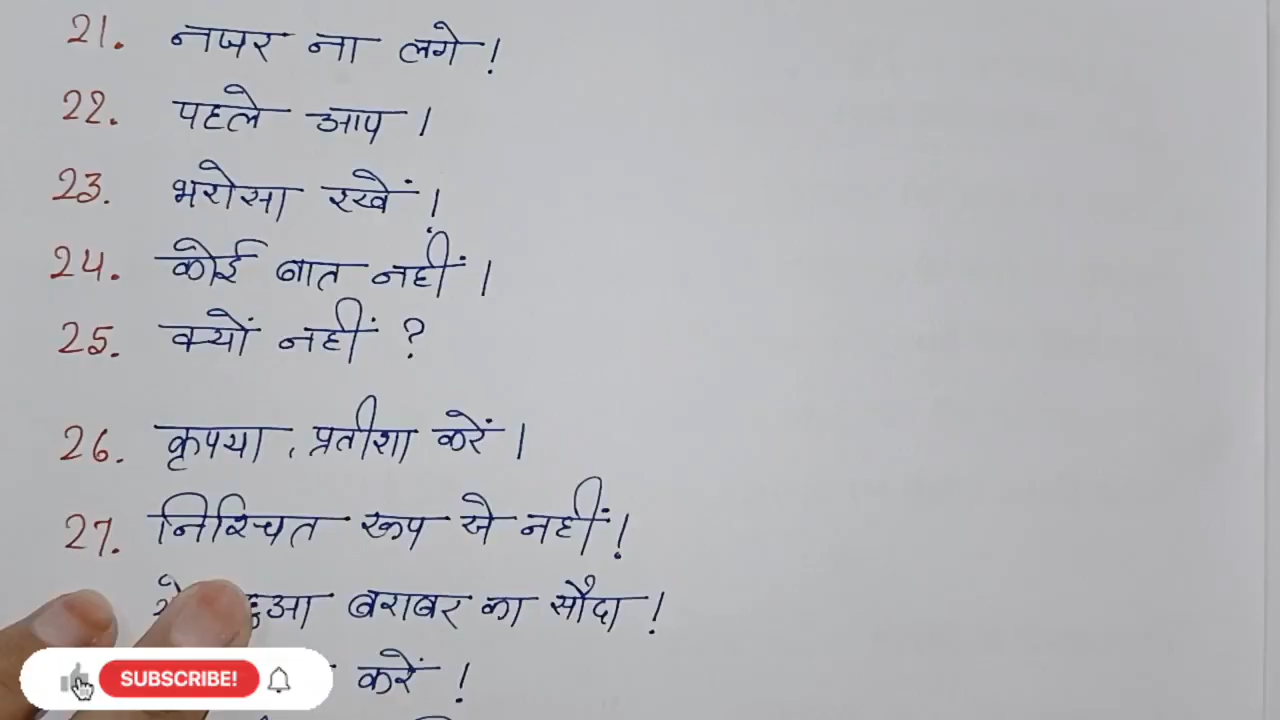 21. नजर ना लगे!
22. पहले आप।
23. भरोसा रखें!
24. कोई बात नहीं।
25. क्यों नहीं?
26. कृपया, प्रतीक्षा करें।
27. निश्चित रूप से नहीं!
हुआ बराबर का सौदा!
करें!
SUBSCRIBE!